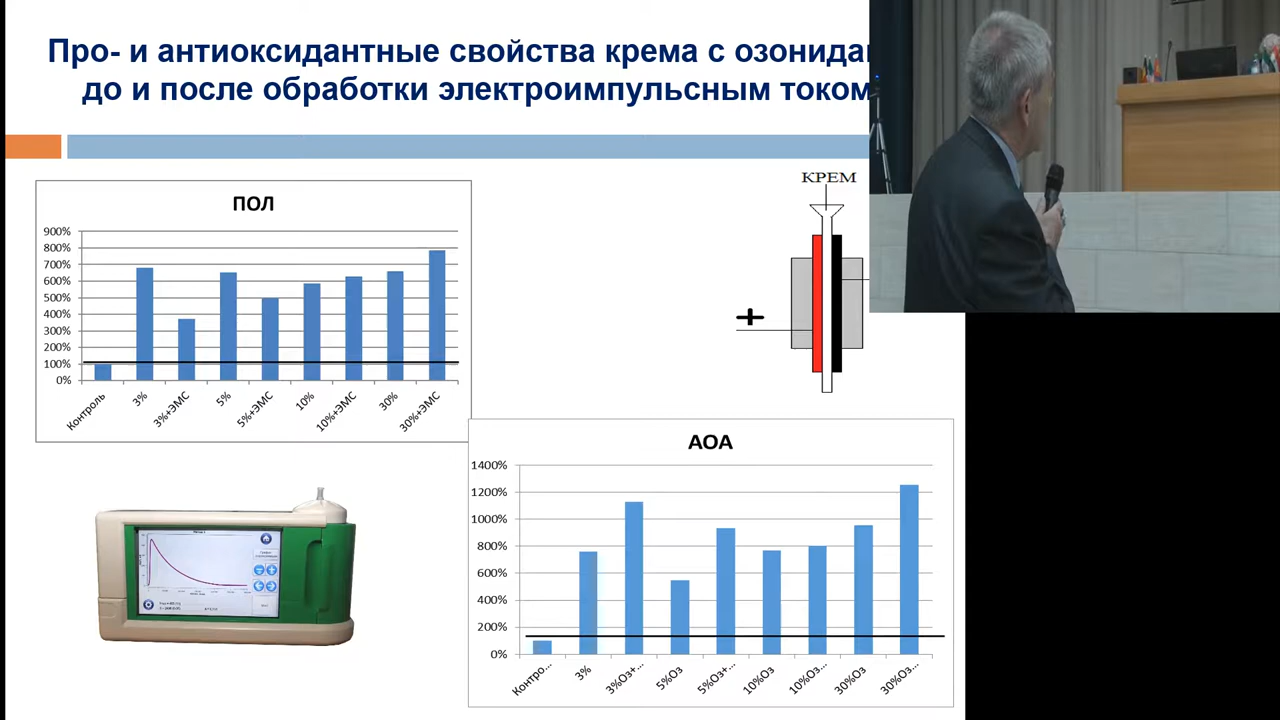 Про- и антиоксидантные свойства крема с озонида
до и после обработки электроимпульсным током
КРЕМ
+
ПОЛ
900%
800%
700%
600%
500%
400%
300%
200%
100%
0%
Контроль
3%
3%+ЭМС
5%
5%+ЭМС
10%
10%+ЭМС
30%
30%+ЭМС
АОА
1400%
1200%
1000%
800%
600%
400%
200%
0%
Контро...
3%
3%Оз+...
5%Оз
5%Оз+...
10%Оз
10%Оз...
30%Оз
30%Оз...